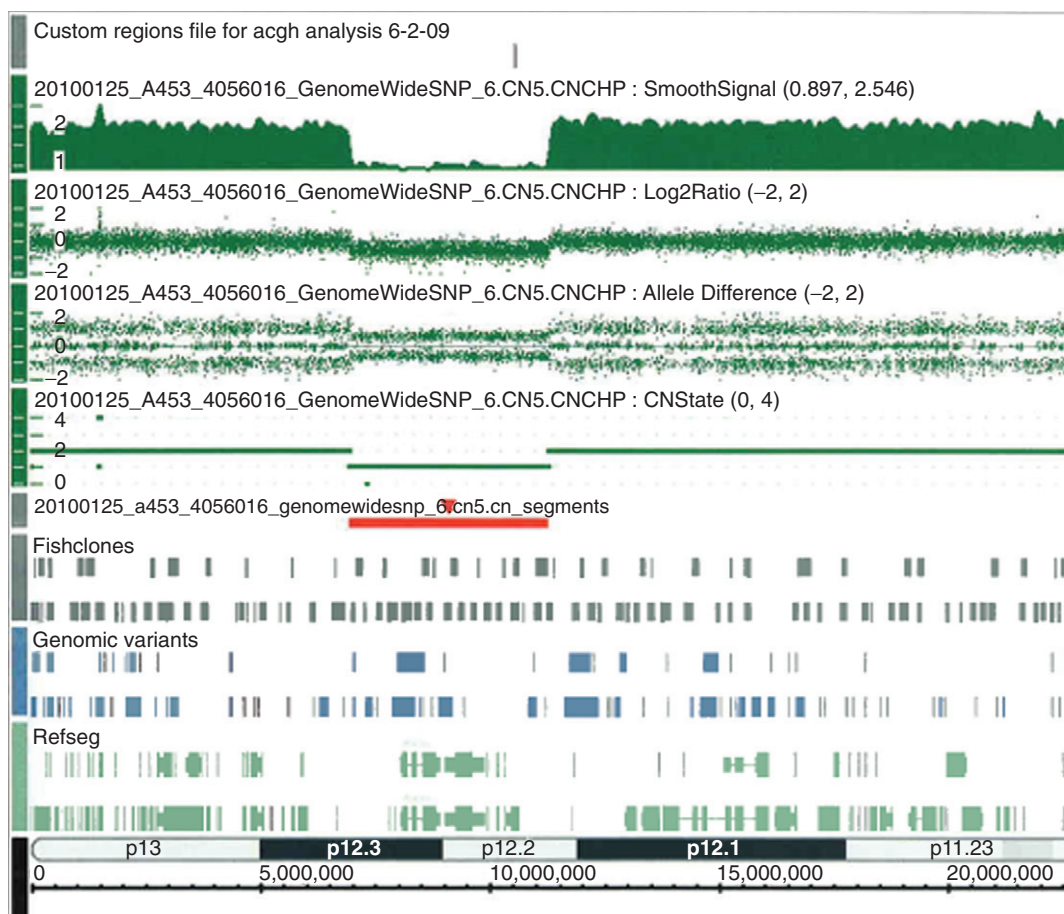 Custom regions file for acgh analysis 6-2-09
20100125_A453_4056016_GenomeWideSNP_6.CN5.CNCHP : SmoothSignal (0.897, 2.546)
2
1
20100125_A453_4056016_GenomeWideSNP_6.CN5.CNCHP : Log2Ratio (−2, 2)
2
0
−2
20100125_A453_4056016_GenomeWideSNP_6.CN5.CNCHP : Allele Difference (−2, 2)
2
0
−2
20100125_A453_4056016_GenomeWideSNP_6.CN5.CNCHP : CNState (0, 4)
4
2
0
20100125_a453_4056016_genomewidesnp_6.cn5.cn_segments
Fishclones
Genomic variants
Refseg
p13 p12.3 p12.2 p12.1 p11.23
0 5,000,000 10,000,000 15,000,000 20,000,000